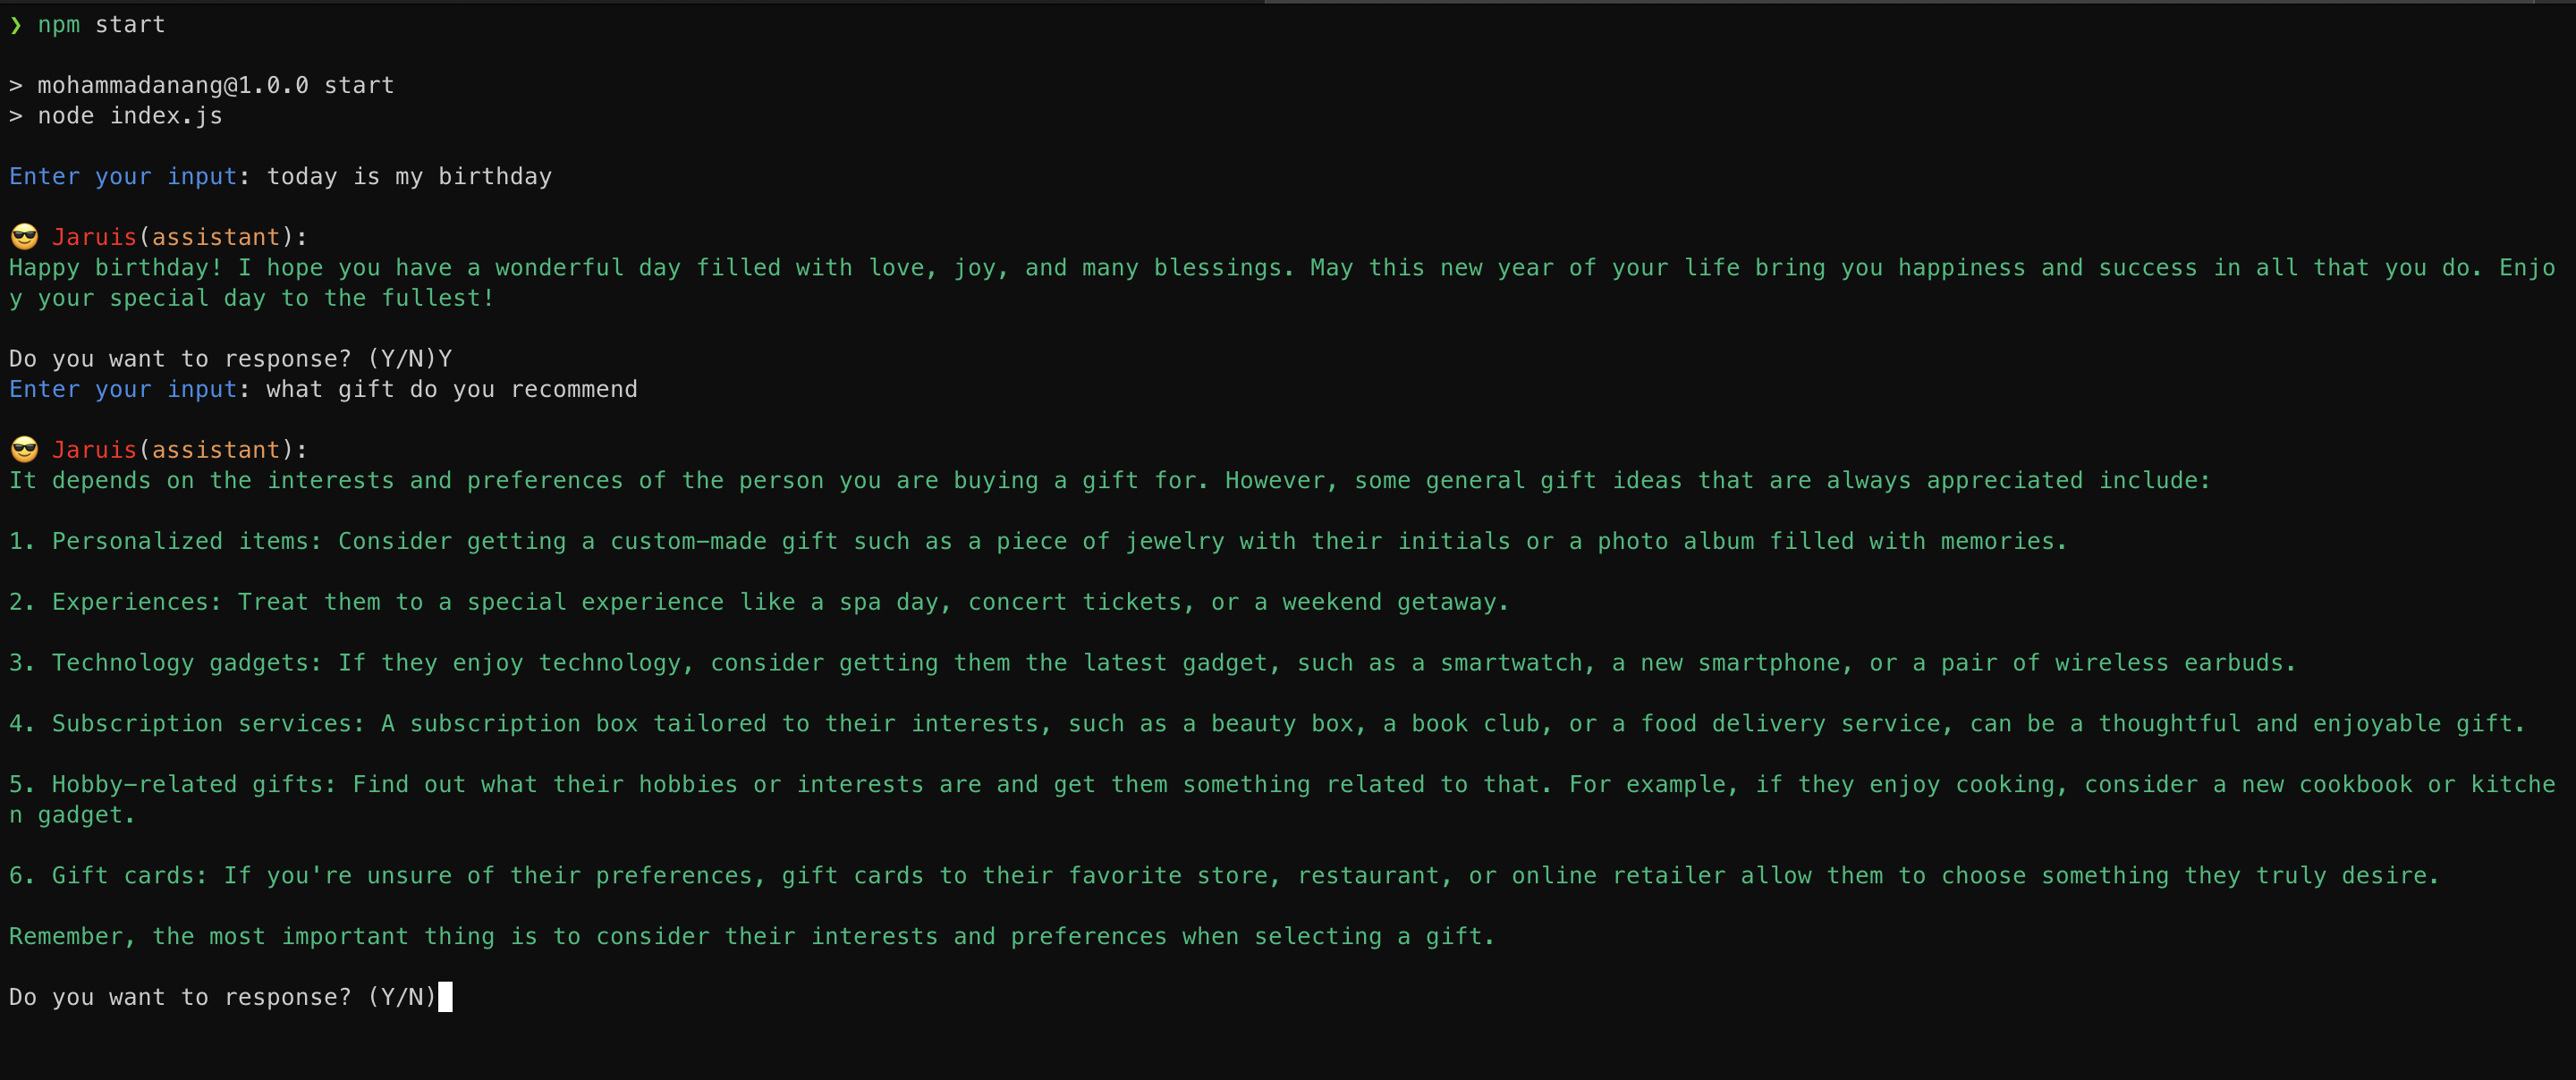 ❯ npm start
> mohammadanang@1.0.0 start
> node index.js
Enter your input: today is my birthday
😎 Jaruis(assistant):
Happy birthday! I hope you have a wonderful day filled with love, joy, and many blessings. May this new year of your life bring you happiness and success in all that you do. Enjo
y your special day to the fullest!
Do you want to response? (Y/N)Y
Enter your input: what gift do you recommend
😎 Jaruis(assistant):
It depends on the interests and preferences of the person you are buying a gift for. However, some general gift ideas that are always appreciated include:
1. Personalized items: Consider getting a custom-made gift such as a piece of jewelry with their initials or a photo album filled with memories.
2. Experiences: Treat them to a special experience like a spa day, concert tickets, or a weekend getaway.
3. Technology gadgets: If they enjoy technology, consider getting them the latest gadget, such as a smartwatch, a new smartphone, or a pair of wireless earbuds.
4. Subscription services: A subscription box tailored to their interests, such as a beauty box, a book club, or a food delivery service, can be a thoughtful and enjoyable gift.
5. Hobby-related gifts: Find out what their hobbies or interests are and get them something related to that. For example, if they enjoy cooking, consider a new cookbook or kitche
n gadget.
6. Gift cards: If you're unsure of their preferences, gift cards to their favorite store, restaurant, or online retailer allow them to choose something they truly desire.
Remember, the most important thing is to consider their interests and preferences when selecting a gift.
Do you want to response? (Y/N)